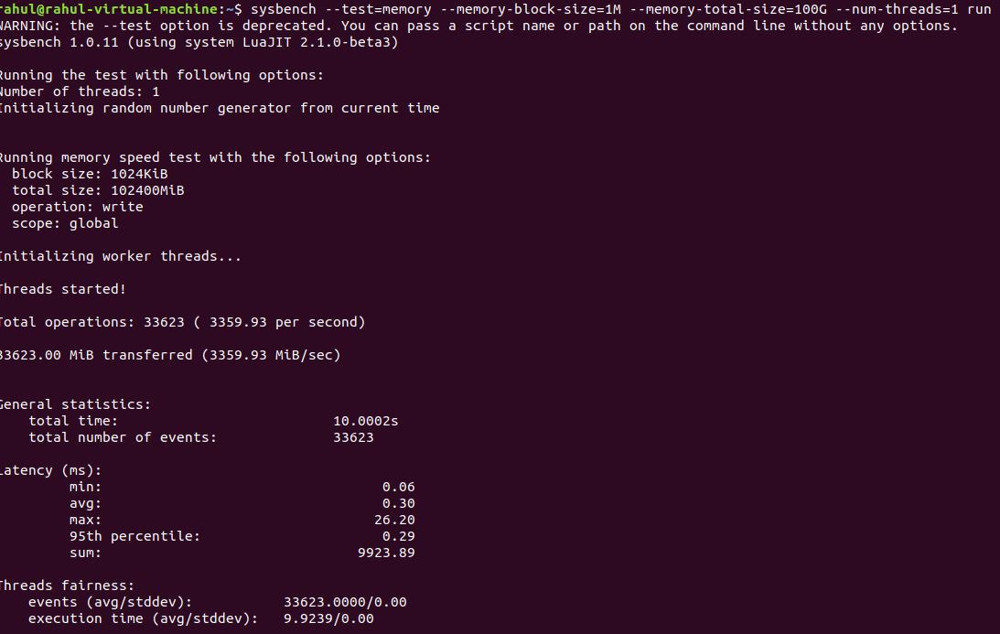 rahul@rahul-virtual-machine:~$ sysbench --test=memory --memory-block-size=1M --memory-total-size=100G --num-threads=1 run
WARNING: the --test option is deprecated. You can pass a script name or path on the command line without any options.
sysbench 1.0.11 (using system LuaJIT 2.1.0-beta3)
Running the test with following options:
Number of threads: 1
Initializing random number generator from current time
Running memory speed test with the following options:
block size: 1024KiB
total size: 102400MiB
operation: write
scope: global
Initializing worker threads...
Threads started!
Total operations: 33623 ( 3359.93 per second)
33623.00 MiB transferred (3359.93 MiB/sec)
General statistics:
total time: 10.0002s
total number of events: 33623
Latency (ms):
min: 0.06
avg: 0.30
max: 26.20
95th percentile: 0.29
sum: 9923.89
Threads fairness:
events (avg/stddev): 33623.0000/0.00
execution time (avg/stddev): 9.9239/0.00